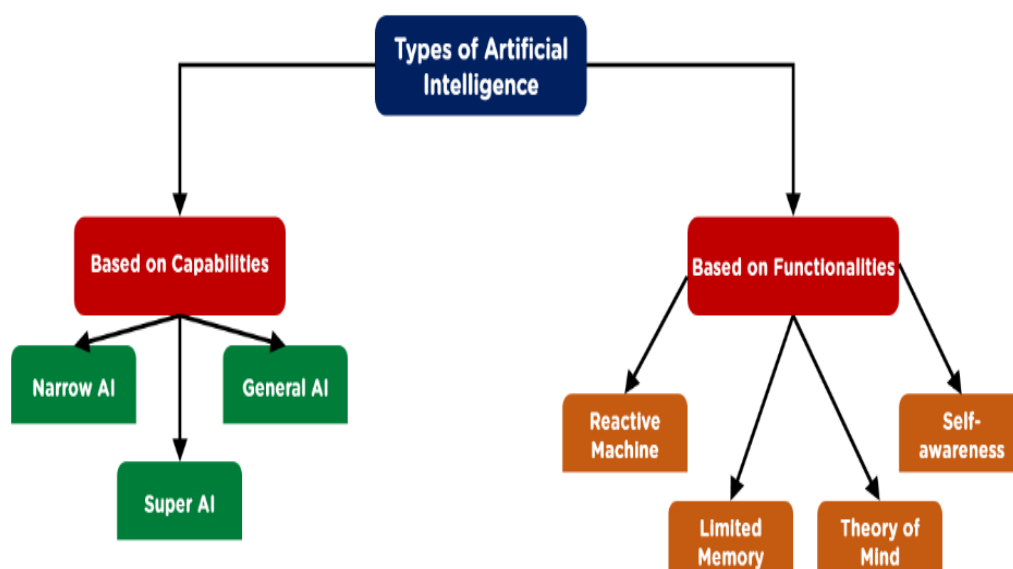 Types of Artificial
Intelligence
Based on Capabilities
Based on Functionalities
Narrow AI
General AI
Super AI
Reactive
Machine
Self-
awareness
Limited
Memory
Theory of
Mind